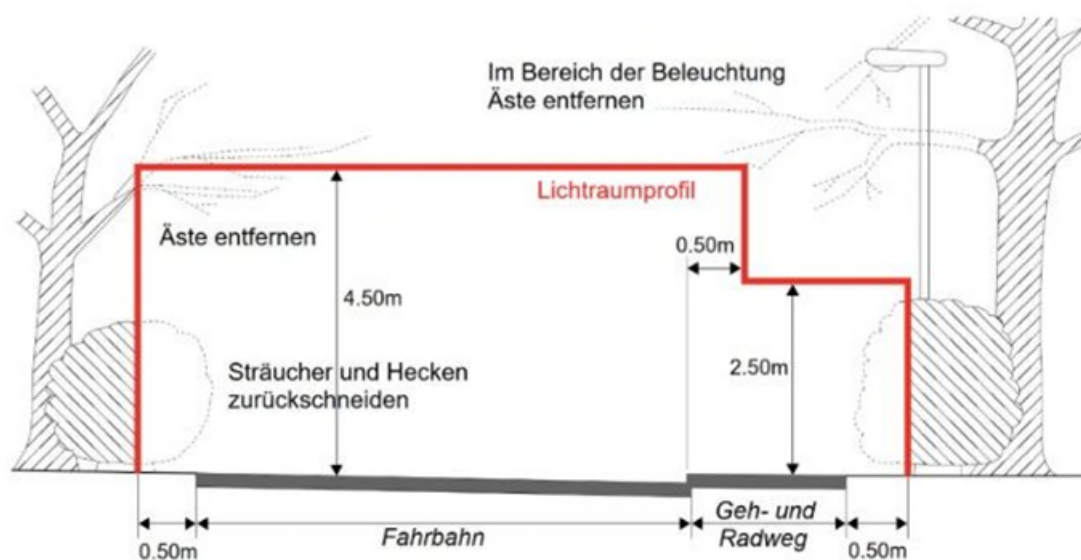 Im Bereich der Beleuchtung
Äste entfernen
Lichtraumprofil
Äste entfernen
0.50m
4.50m
2.50m
Sträucher und Hecken
zurückschneiden
0.50m
Fahrbahn
Geh- und
Radweg
0.50m